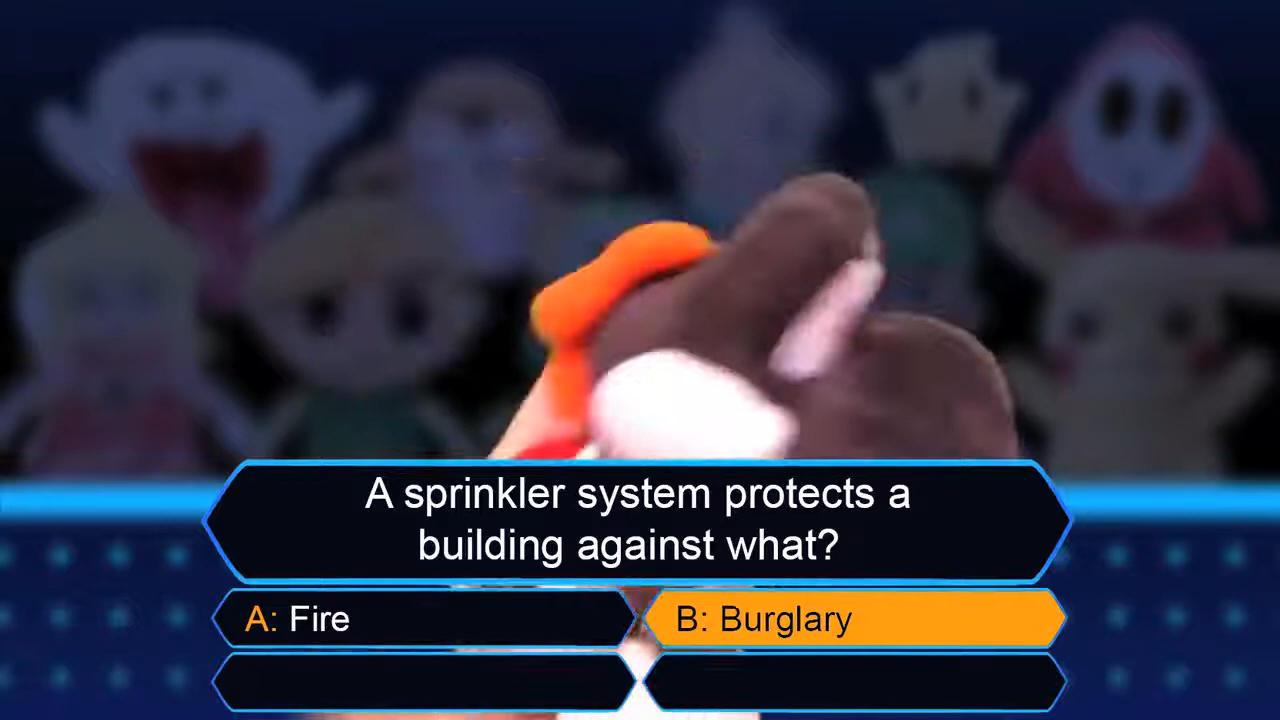 A sprinkler system protects a
building against what?
A: Fire
B: Burglary